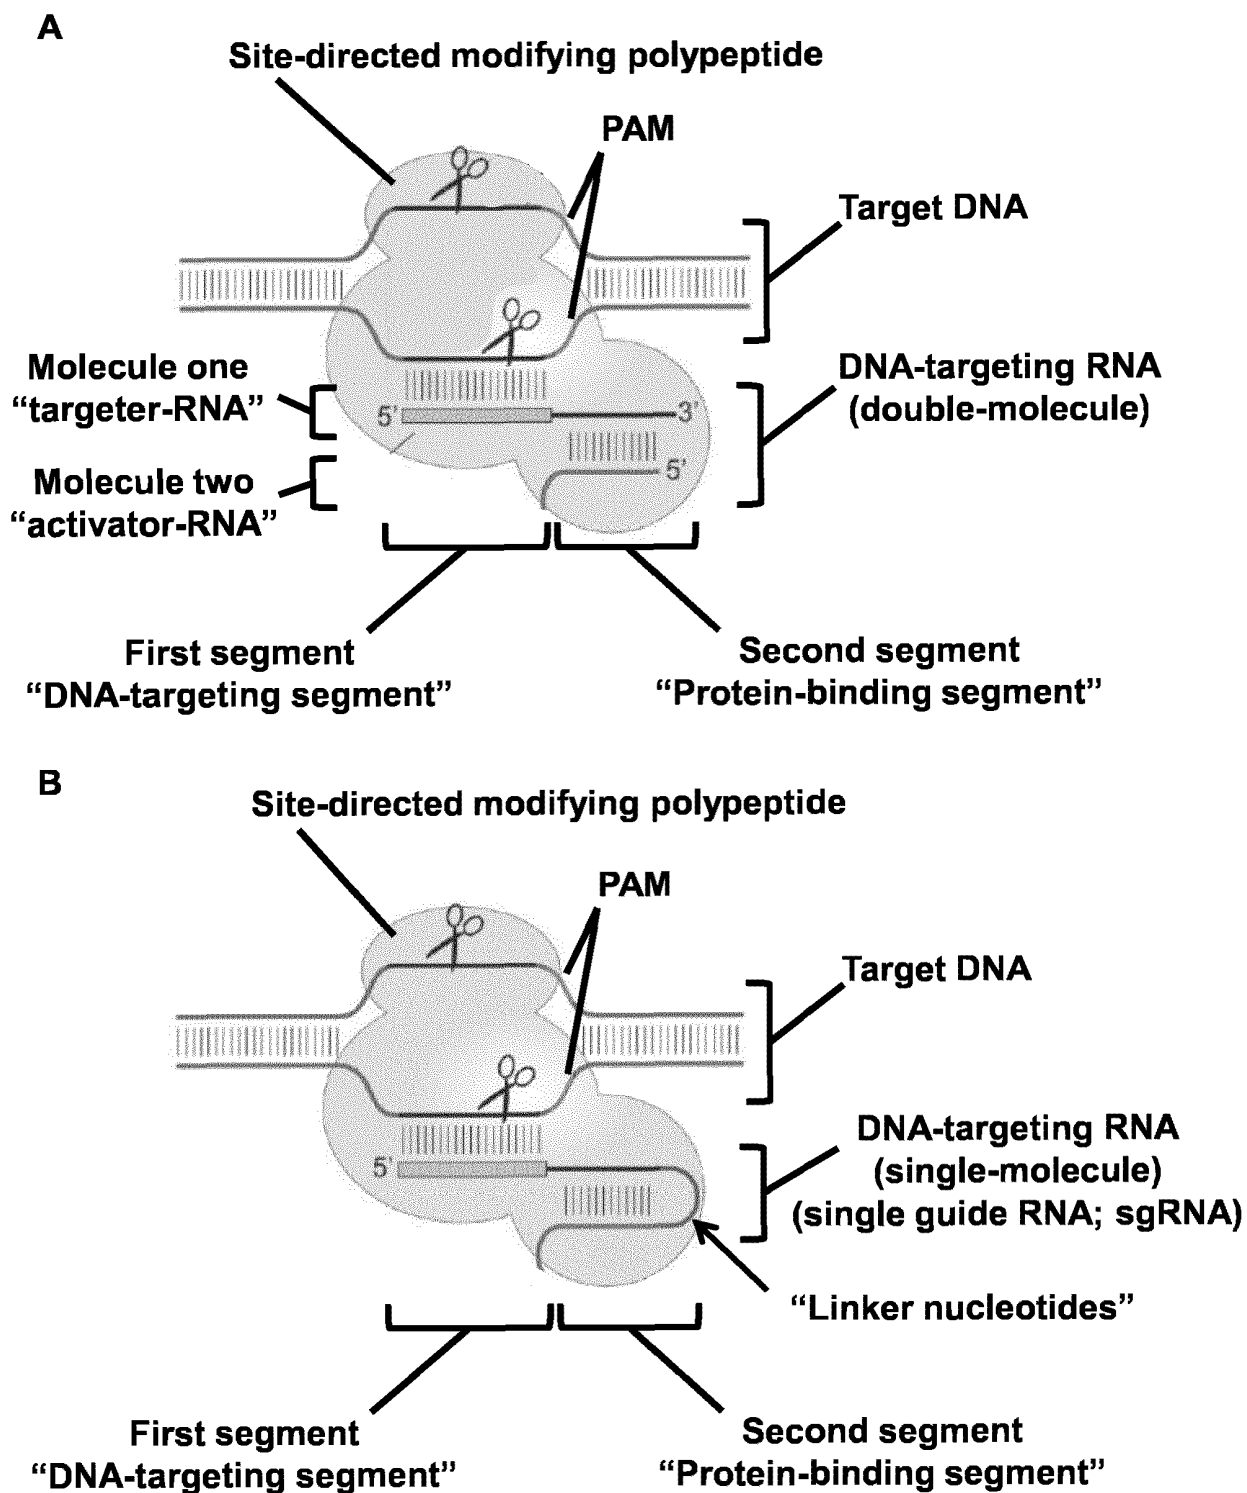 A
Site-directed modifying polypeptide
PAM
Target DNA
Molecule one
“targeter-RNA”
DNA-targeting RNA
(double-molecule)
5’
3’
Molecule two
“activator-RNA”
5’
First segment
“DNA-targeting segment”
Second segment
“Protein-binding segment”
B
Site-directed modifying polypeptide
PAM
Target DNA
DNA-targeting RNA
(single-molecule)
(single guide RNA; sgRNA)
5’
“Linker nucleotides”
First segment
“DNA-targeting segment”
Second segment
“Protein-binding segment”